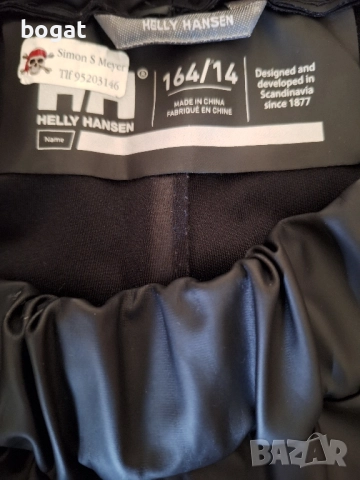 bogat
HELLY HANSEN
Simon S Meyer
Tlf 95203146
HH®
HELLY HANSEN
164/14
MADE IN CHINA
FABRIQUÉ EN CHINE
Designed and
developed in
Scandinavia
since 1877
Name
BAZAR